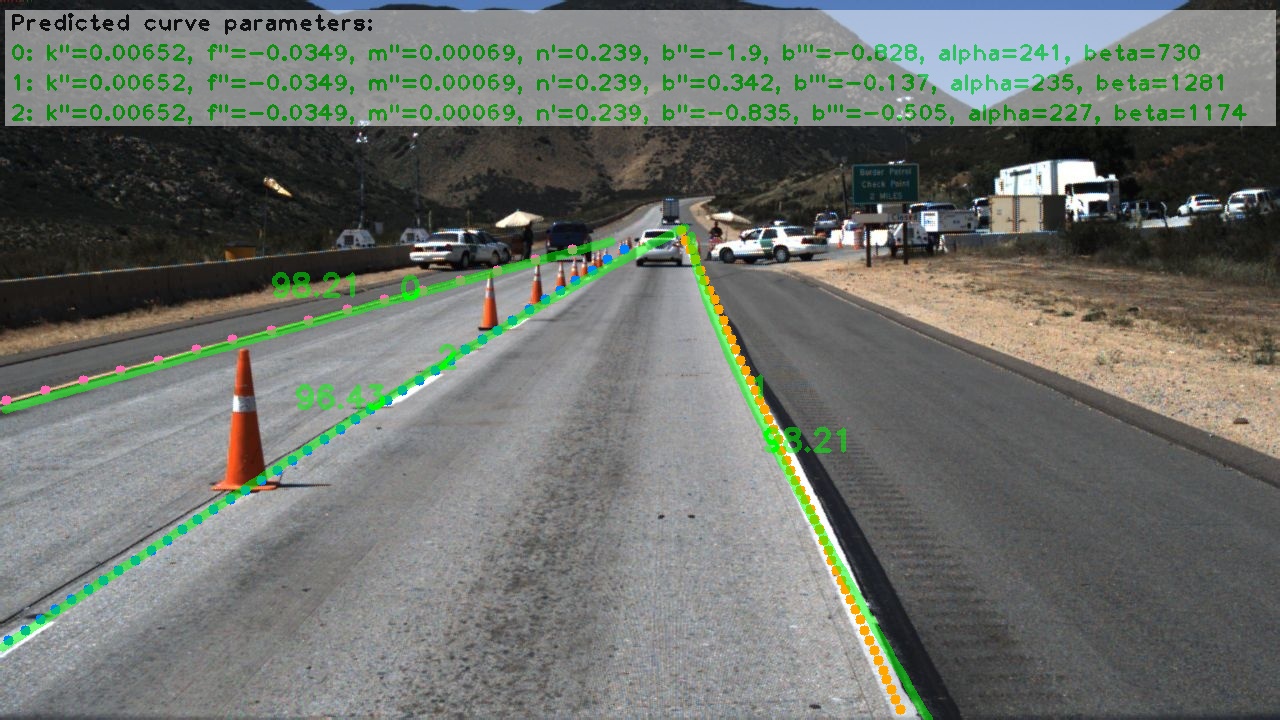 Predicted curve parameters:
0: k''=0.00652, f''=−0.0349, m''=0.00069, n'=0.239, b''=−1.9, b'''=−0.828, alpha=241, beta=730
1: k''=0.00652, f''=−0.0349, m''=0.00069, n'=0.239, b''=0.342, b'''=−0.137, alpha=235, beta=1281
2: k''=0.00652, f''=−0.0349, m''=0.00069, n'=0.239, b''=−0.835, b'''=−0.505, alpha=227, beta=1174
Border Patrol
Check Point
2 MILES
98.21 0
2
96.43
1
98.21